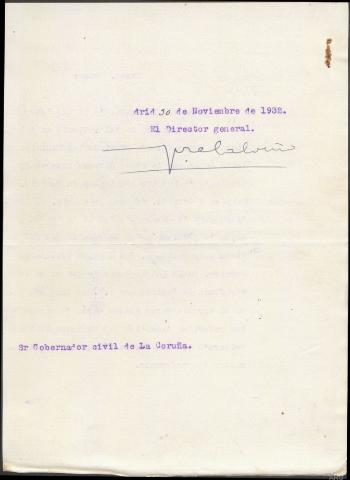 drid 30 de Noviembre de 1932.
El Director general.
Sr Gobernador civil de La Coruña.